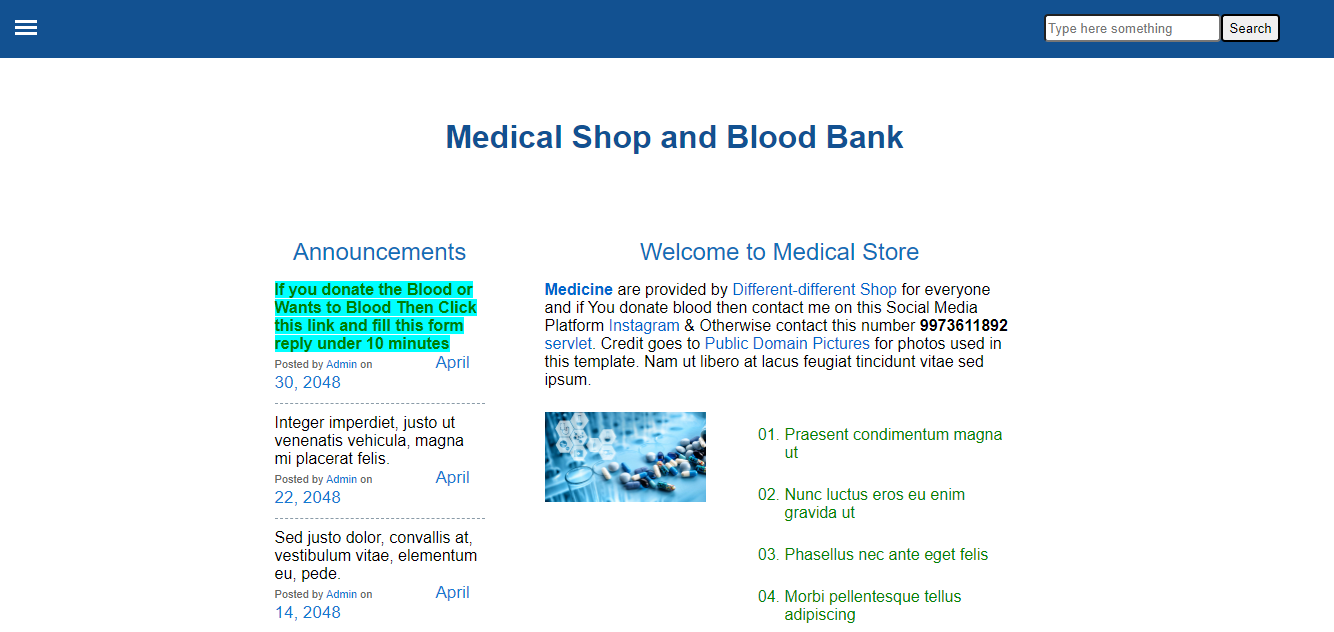 Type here something
Search
Medical Shop and Blood Bank
Announcements
If you donate the Blood or
Wants to Blood Then Click
this link and fill this form
reply under 10 minutes
Posted by Admin on April
30, 2048
Integer imperdiet, justo ut
venenatis vehicula, magna
mi placerat felis.
Posted by Admin on April
22, 2048
Sed justo dolor, convallis at,
vestibulum vitae, elementum
eu, pede.
Posted by Admin on April
14, 2048
Welcome to Medical Store
Medicine are provided by Different-different Shop for everyone
and if You donate blood then contact me on this Social Media
Platform Instagram & Otherwise contact this number 9973611892
servlet. Credit goes to Public Domain Pictures for photos used in
this template. Nam ut libero at lacus feugiat tincidunt vitae sed
ipsum.
01. Praesent condimentum magna
ut
02. Nunc luctus eros eu enim
gravida ut
03. Phasellus nec ante eget felis
04. Morbi pellentesque tellus
adipiscing